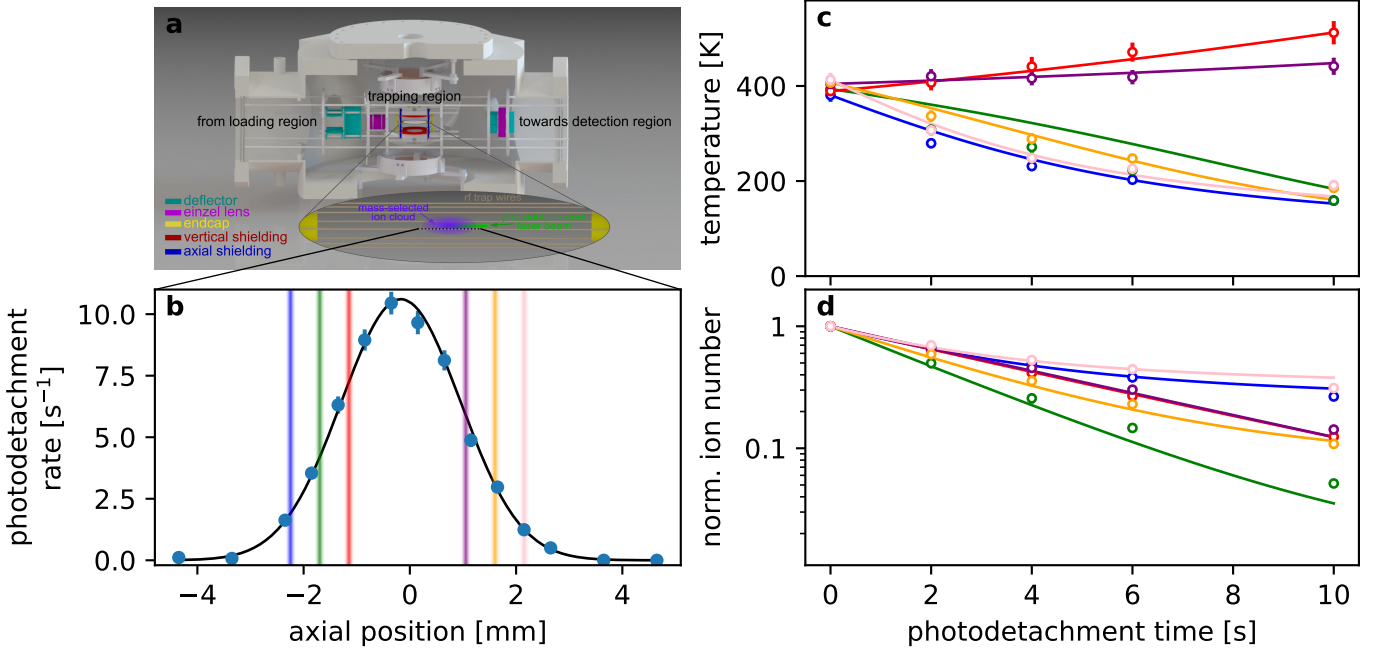 a
trapping region
from loading region
towards detection region
deflector
einzel lens
endcap
vertical shielding
axial shielding
rf trap wires
mass-selected
ion cloud
laser beam
b
photodetachment
rate [s⁻¹]
10.0
7.5
5.0
2.5
0.0
−4
−2
0
2
4
axial position [mm]
c
temperature [K]
400
200
0
d
norm. ion number
1
0.1
0
2
4
6
8
10
photodetachment time [s]